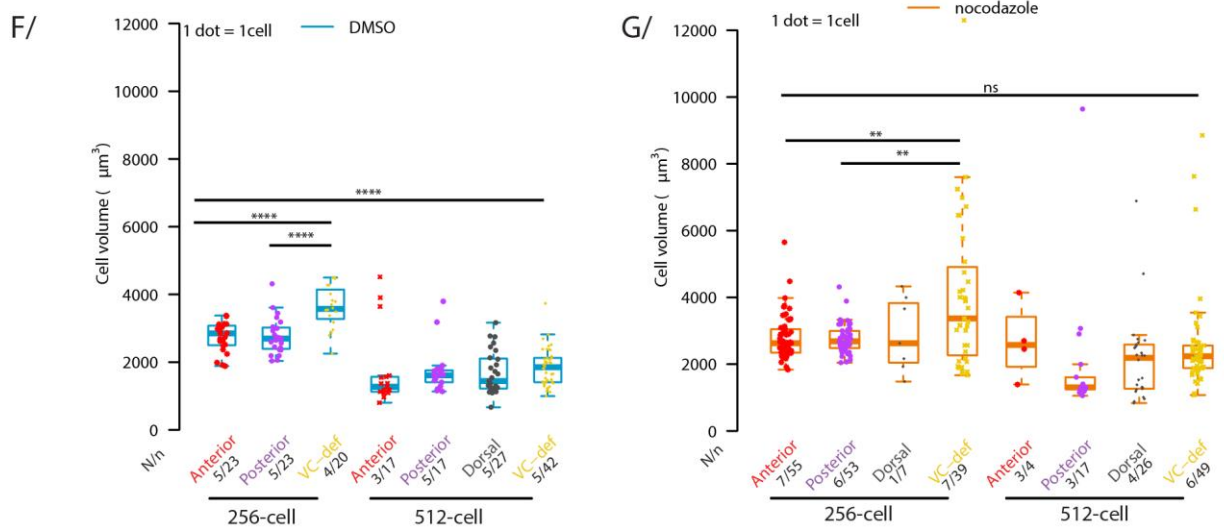 F/
1 dot = 1cell
DMSO
Cell volume ( μm³)
12000
10000
8000
6000
4000
2000
0
****
****
****
N/n
Anterior 5/23
Posterior 5/23
VC-def 4/20
Anterior 3/17
Posterior 5/17
Dorsal 5/27
VC-def 5/42
256-cell
512-cell
G/
1 dot = 1cell
nocodazole
Cell volume ( μm³)
12000
10000
8000
6000
4000
2000
0
ns
**
**
N/n
Anterior 7/55
Posterior 6/53
Dorsal 1/7
VC-def 7/39
Anterior 3/4
Posterior 3/17
Dorsal 4/26
VC-def 6/49
256-cell
512-cell